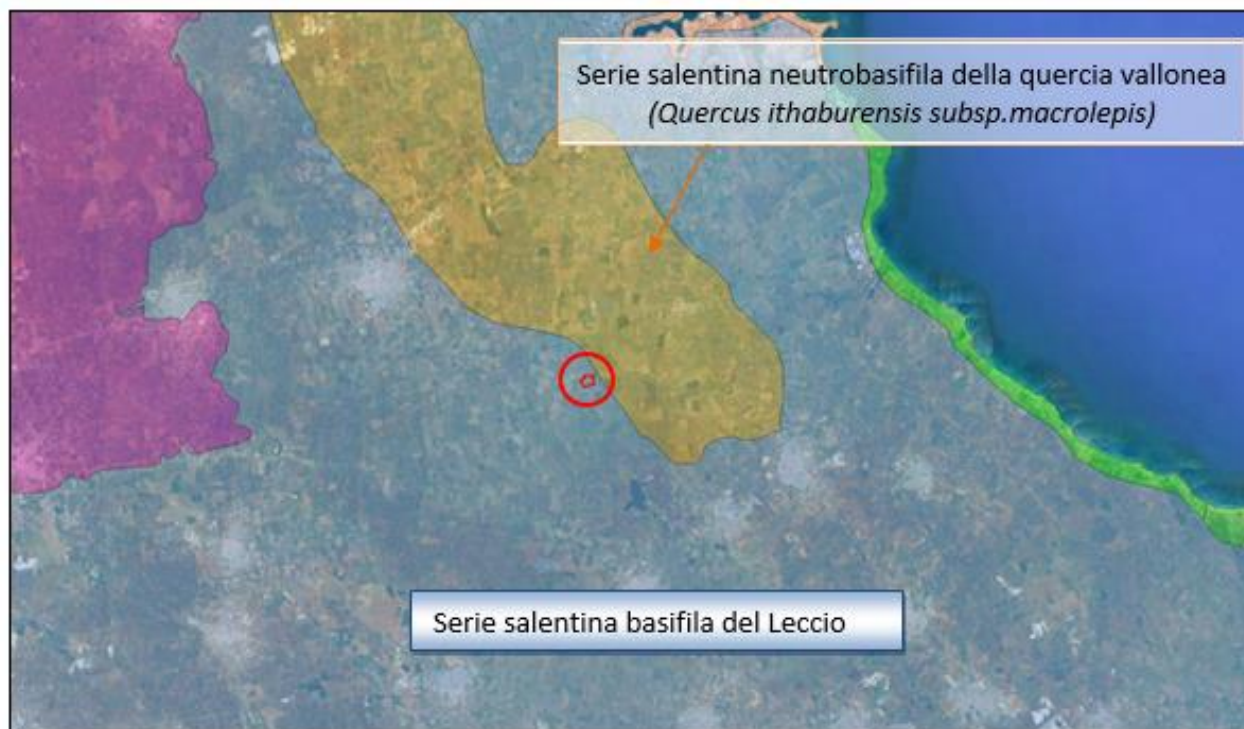 Serie salentina neutrobasifila della quercia vallonea
(Quercus ithaburensis subsp.macrolepis)
Serie salentina basifila del Leccio